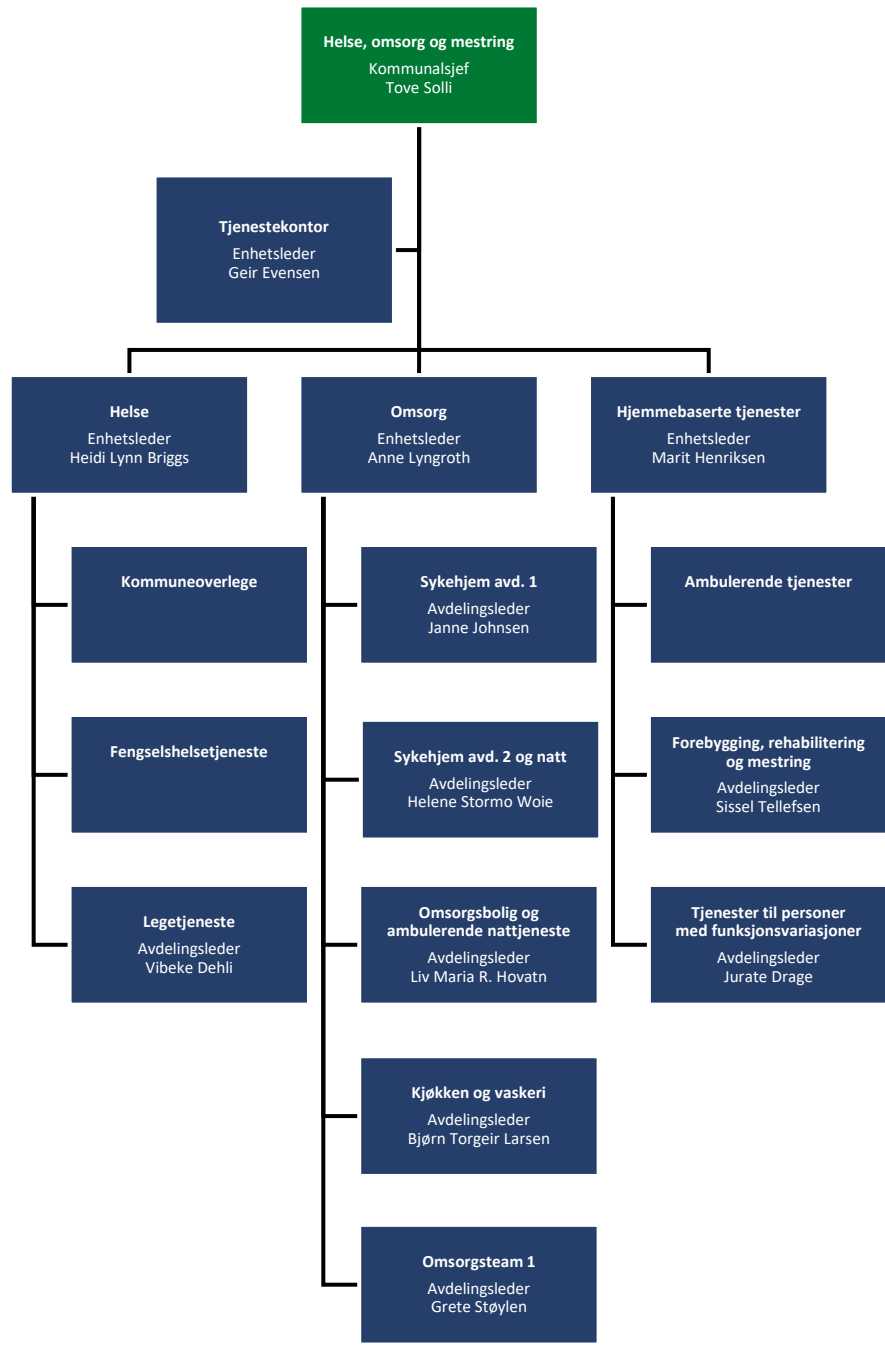 Helse, omsorg og mestring
Kommunalsjef
Tove Solli
Tjenestekontor
Enhetsleder
Geir Evensen
Helse
Enhetsleder
Heidi Lynn Briggs
Omsorg
Enhetsleder
Anne Lyngroth
Hjemmebaserte tjenester
Enhetsleder
Marit Henriksen
Kommuneoverlege
Fengselshelsetjeneste
Legetjeneste
Avdelingsleder
Vibeke Dehli
Sykehjem avd. 1
Avdelingsleder
Janne Johnsen
Sykehjem avd. 2 og natt
Avdelingsleder
Helene Stormo Woie
Omsorgsbolig og
ambulerende nattjeneste
Avdelingsleder
Liv Maria R. Hovatn
Kjøkken og vaskeri
Avdelingsleder
Bjørn Torgeir Larsen
Omsorgsteam 1
Avdelingsleder
Grete Støylen
Ambulerende tjenester
Forebygging, rehabilitering
og mestring
Avdelingsleder
Sissel Tellefsen
Tjenester til personer
med funksjonsvariasjoner
Avdelingsleder
Jurate Drage